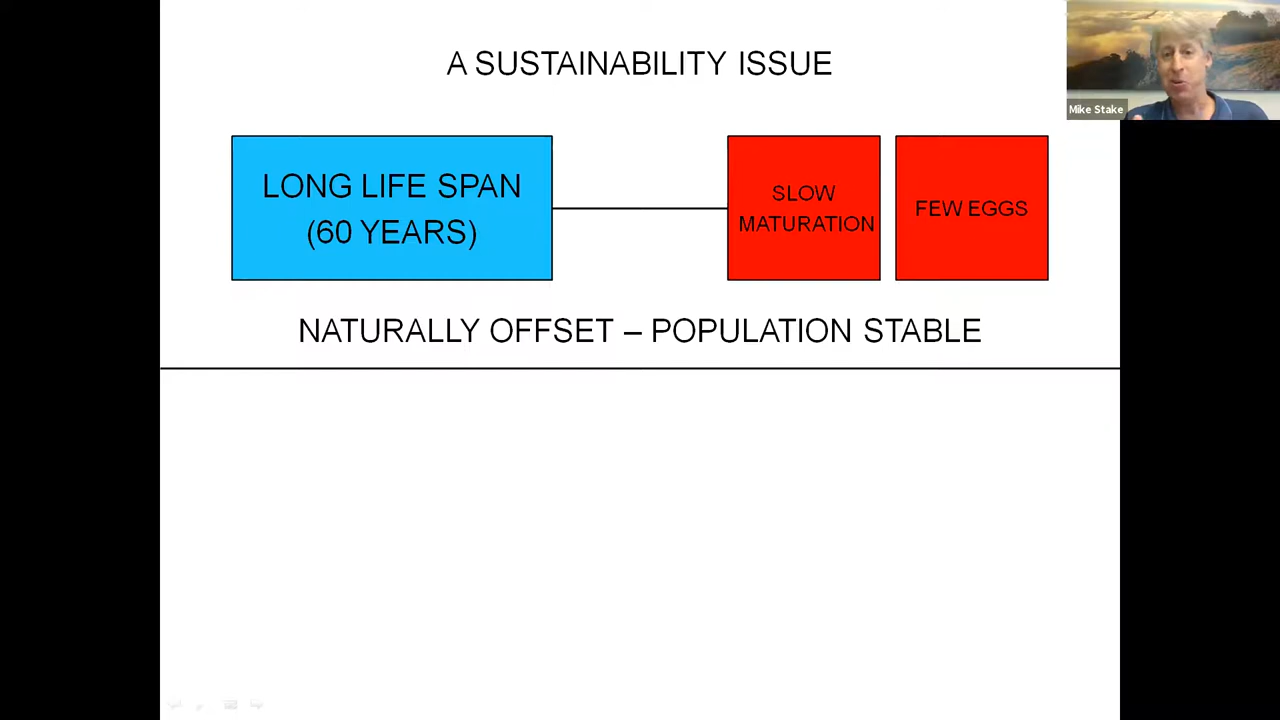 A SUSTAINABILITY ISSUE
Mike Stake
LONG LIFE SPAN
(60 YEARS)
SLOW
MATURATION
FEW EGGS
NATURALLY OFFSET – POPULATION STABLE